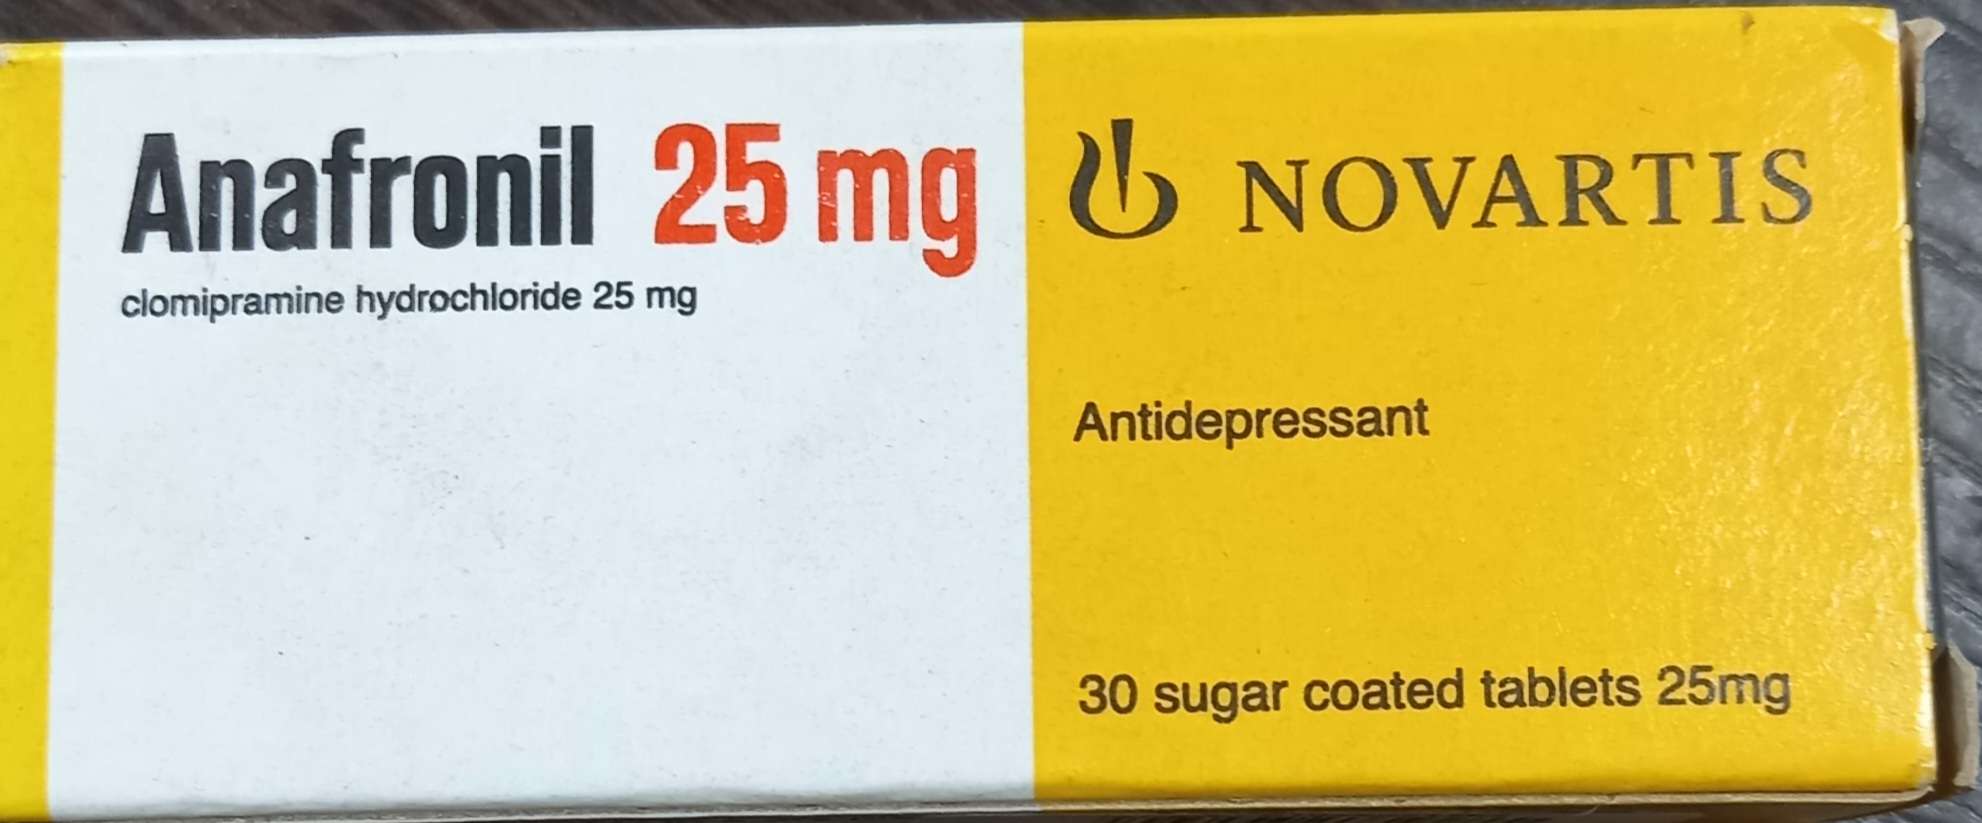 Anafronil 25 mg
clomipramine hydrochloride 25 mg
NOVARTIS
Antidepressant
30 sugar coated tablets 25mg